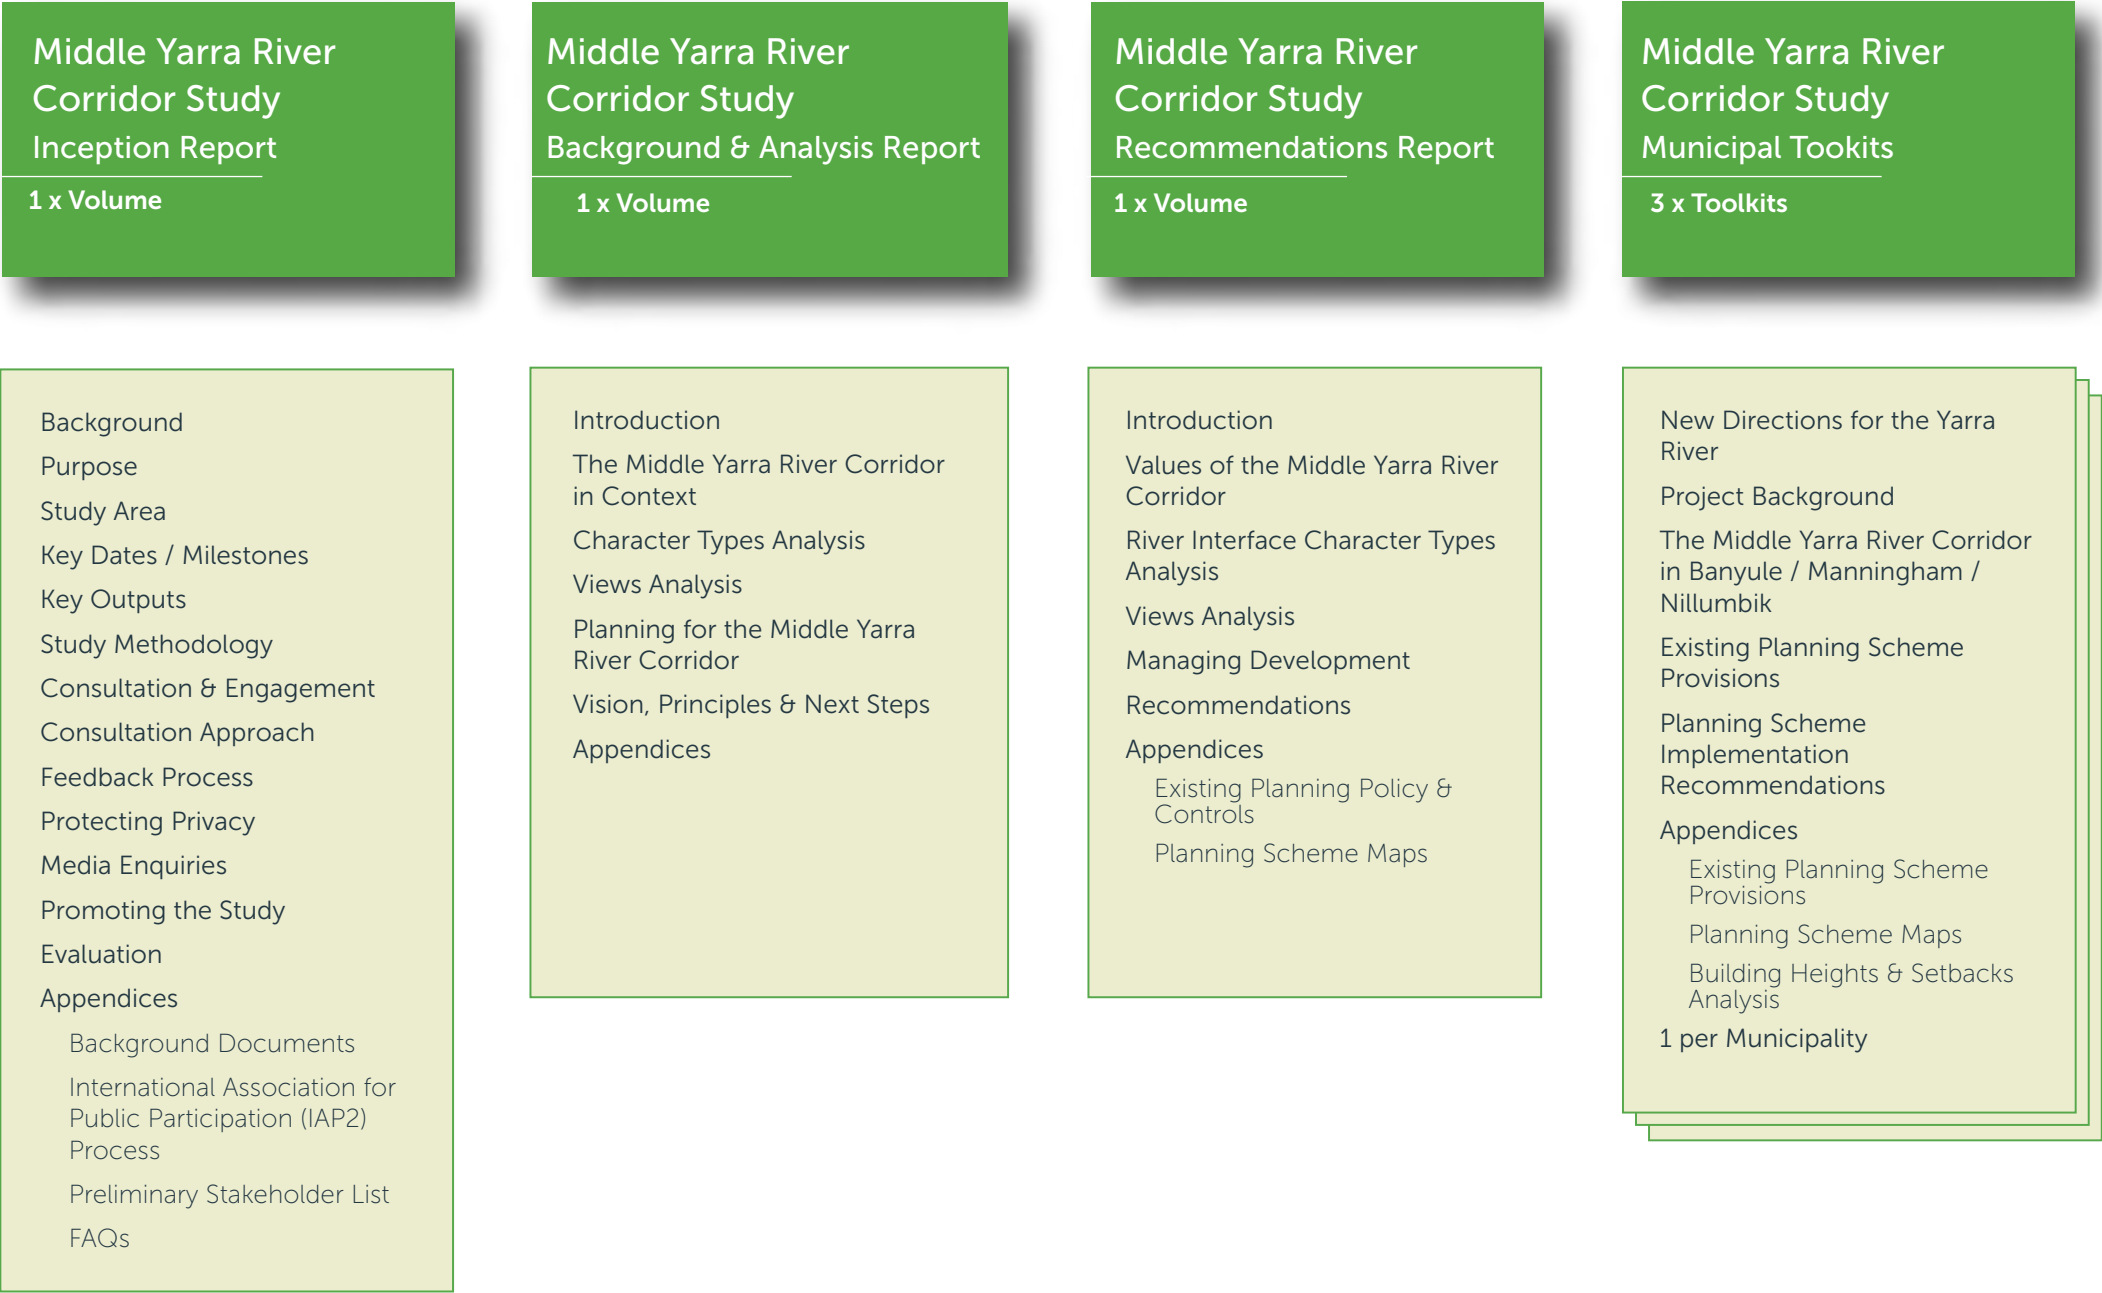 Middle Yarra River
Corridor Study
Inception Report
1 x Volume
Background
Purpose
Study Area
Key Dates / Milestones
Key Outputs
Study Methodology
Consultation & Engagement
Consultation Approach
Feedback Process
Protecting Privacy
Media Enquiries
Promoting the Study
Evaluation
Appendices
Background Documents
International Association for
Public Participation (IAP2)
Process
Preliminary Stakeholder List
FAQs
Middle Yarra River
Corridor Study
Background & Analysis Report
1 x Volume
Introduction
The Middle Yarra River Corridor
in Context
Character Types Analysis
Views Analysis
Planning for the Middle Yarra
River Corridor
Vision, Principles & Next Steps
Appendices
Middle Yarra River
Corridor Study
Recommendations Report
1 x Volume
Introduction
Values of the Middle Yarra River
Corridor
River Interface Character Types
Analysis
Views Analysis
Managing Development
Recommendations
Appendices
Existing Planning Policy &
Controls
Planning Scheme Maps
Middle Yarra River
Corridor Study
Municipal Tookits
3 x Toolkits
New Directions for the Yarra
River
Project Background
The Middle Yarra River Corridor
in Banyule / Manningham /
Nillumbik
Existing Planning Scheme
Provisions
Planning Scheme
Implementation
Recommendations
Appendices
Existing Planning Scheme
Provisions
Planning Scheme Maps
Building Heights & Setbacks
Analysis
1 per Municipality